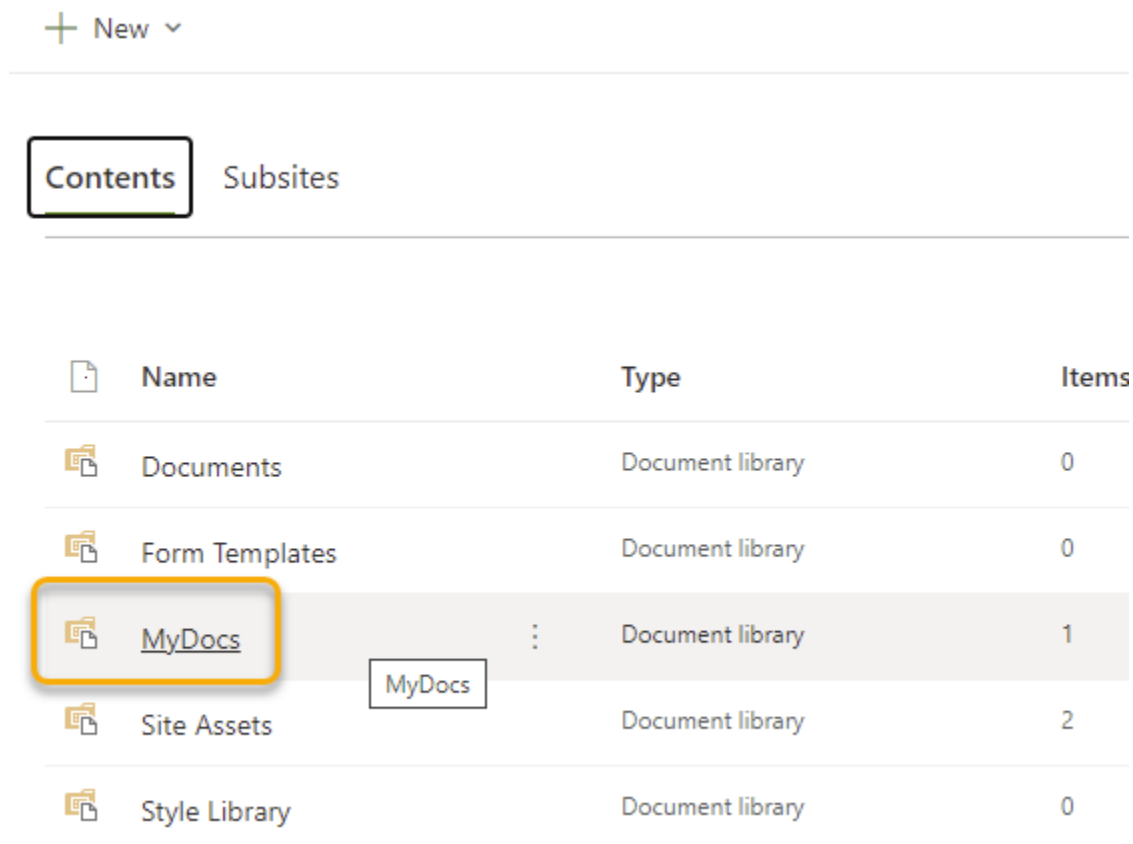 New
Contents Subsites
Name Type Items
Documents Document library 0
Form Templates Document library 0
MyDocs Document library 1
MyDocs
Site Assets Document library 2
Style Library Document library 0